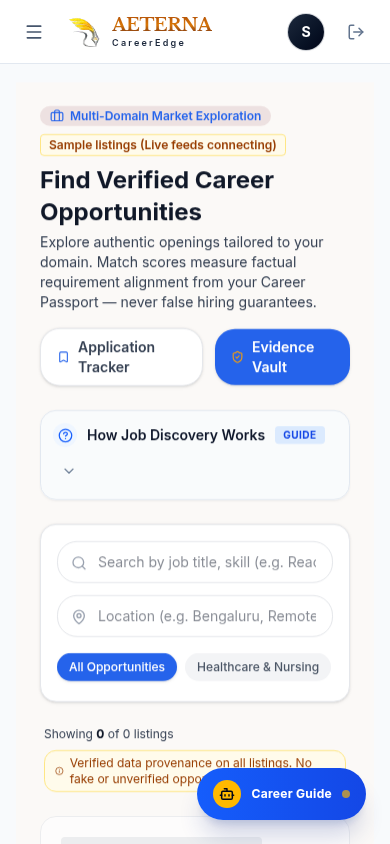 AETERNA
CareerEdge
S
Multi-Domain Market Exploration
Sample listings (Live feeds connecting)
Find Verified Career
Opportunities
Explore authentic openings tailored to your
domain. Match scores measure factual
requirement alignment from your Career
Passport — never false hiring guarantees.
Application
Tracker
Evidence
Vault
How Job Discovery Works GUIDE
Search by job title, skill (e.g. Reac
Location (e.g. Bengaluru, Remote
All Opportunities
Healthcare & Nursing
Showing 0 of 0 listings
Verified data provenance on all listings. No
fake or unverified
Career Guide